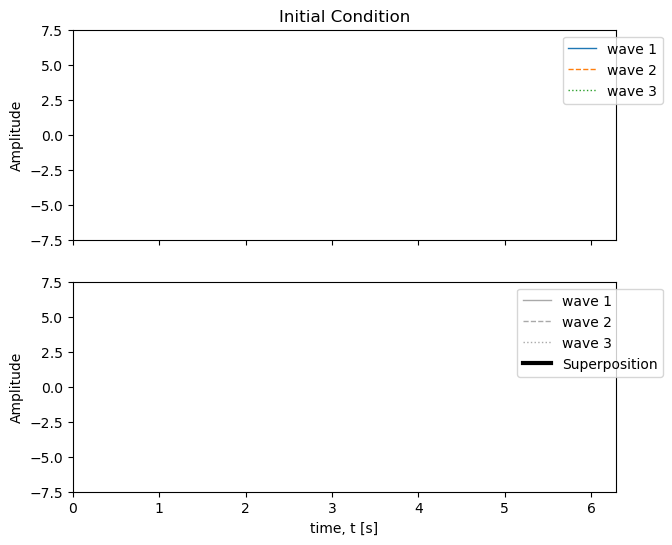 Initial Condition
7.5
5.0
2.5
0.0
−2.5
−5.0
−7.5
Amplitude
wave 1
wave 2
wave 3
7.5
5.0
2.5
0.0
−2.5
−5.0
−7.5
Amplitude
wave 1
wave 2
wave 3
Superposition
0 1 2 3 4 5 6
time, t [s]